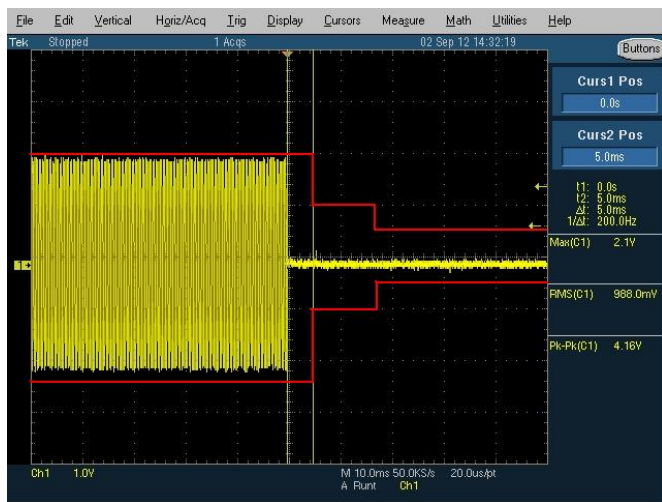 File Edit Vertical Horiz/Acq Trig Display Cursors Measure Math Utilities Help
Tek Stopped 1 Acqs 02 Sep 12 14:32:19
Buttons
Curs1 Pos
0.0s
Curs2 Pos
5.0ms
t1: 0.0s
t2: 5.0ms
Δt: 5.0ms
1/Δt: 200.0Hz
Max(C1) 2.1V
RMS(C1) 988.0mV
Pk-Pk(C1) 4.16V
1
Ch1 1.0V M 10.0ms 50.0KS/s 20.0us/pt
A Runt Ch1